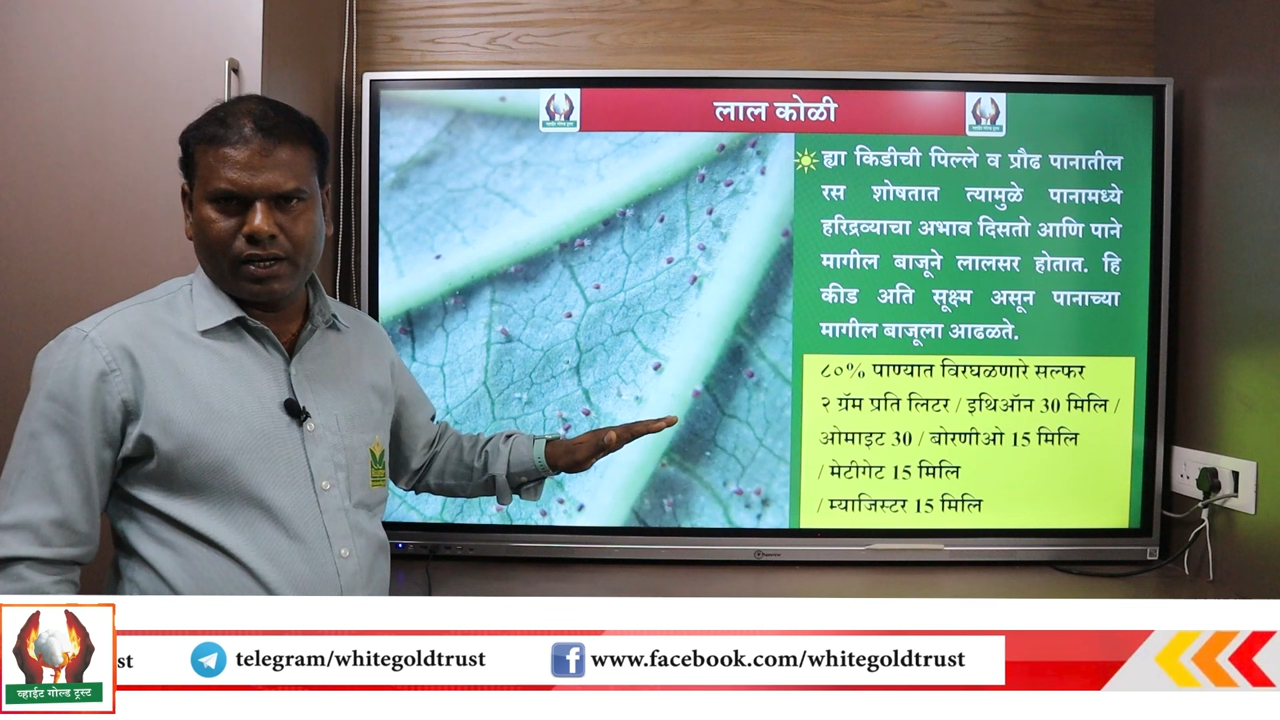 लाल कोळी
ह्या किडीची पिल्ले व प्रौढ पानातील
रस शोषतात त्यामुळे पानामध्ये
हरिद्रव्याचा अभाव दिसतो आणि पाने
मागील बाजूने लालसर होतात. हि
कीड अति सूक्ष्म असून पानाच्या
मागील बाजूला आढळते.
८०% पाण्यात विरघळणारे सल्फर
२ ग्रॅम प्रति लिटर / इथिऑन 30 मिलि /
ओमाइट 30 / बोरणीओ 15 मिलि
/ मेटीगेट 15 मिलि
/ म्याजिस्टर 15 मिलि
st
telegram/whitegoldtrust
www.facebook.com/whitegoldtrust
व्हाईट गोल्ड ट्रस्ट